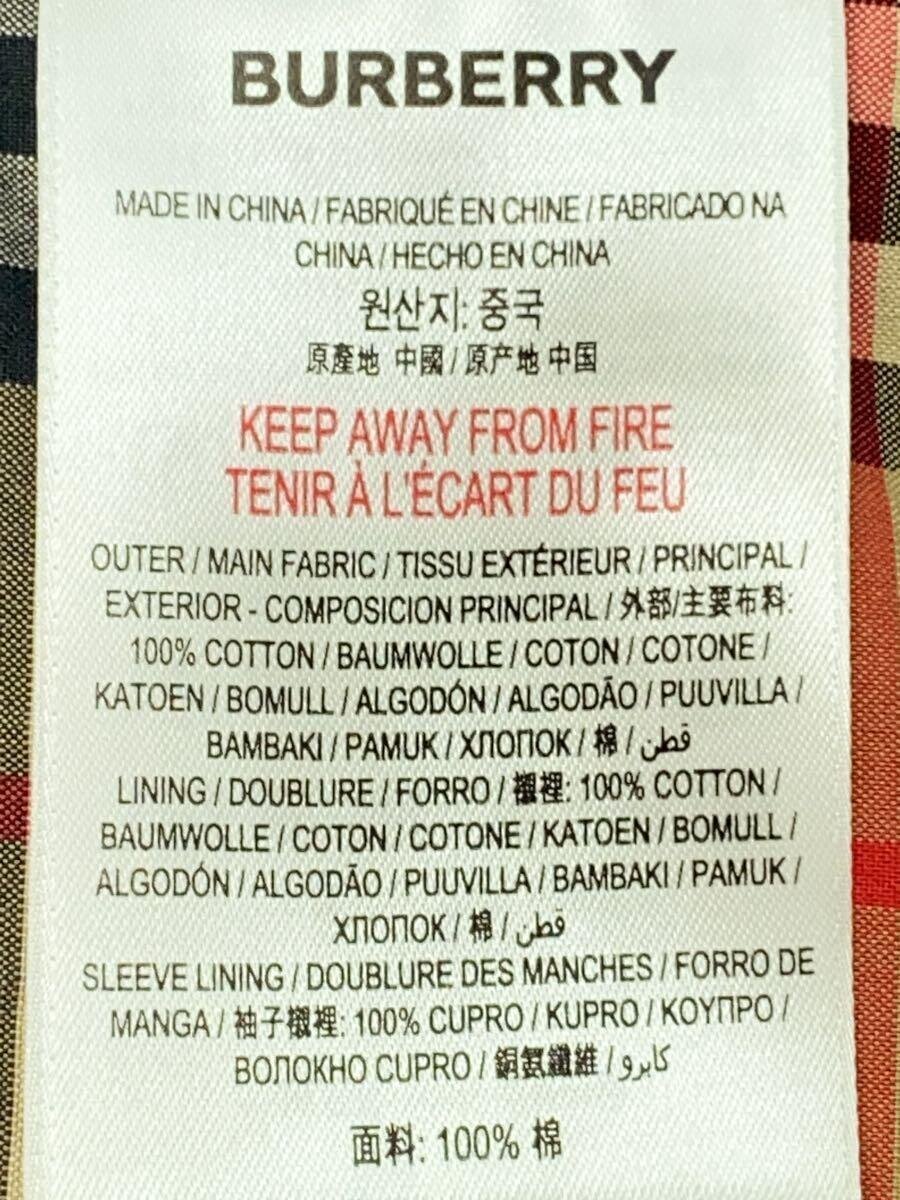 BURBERRY
MADE IN CHINA / FABRIQUÉ EN CHINE / FABRICADO NA
CHINA / HECHO EN CHINA
원산지: 중국
原產地 中國 / 原产地 中国
KEEP AWAY FROM FIRE
TENIR À L'ÉCART DU FEU
OUTER / MAIN FABRIC / TISSU EXTÉRIEUR / PRINCIPAL /
EXTERIOR - COMPOSICION PRINCIPAL / 外部/主要布料:
100% COTTON / BAUMWOLLE / COTON / COTONE /
KATOEN / BOMULL / ALGODÓN / ALGODÃO / PUUVILLA /
BAMBAKI / PAMUK / ХЛОПОК / 棉 / قطن
LINING / DOUBLURE / FORRO / 襯裡: 100% COTTON /
BAUMWOLLE / COTON / COTONE / KATOEN / BOMULL /
ALGODÓN / ALGODÃO / PUUVILLA / BAMBAKI / PAMUK /
ХЛОПОК / 棉 / قطن
SLEEVE LINING / DOUBLURE DES MANCHES / FORRO DE
MANGA / 袖子襯裡: 100% CUPRO / KUPRO / ΚΟΥΠΡΟ /
ВОЛОКНО CUPRO / 銅氨纖維 / كابرو
面料: 100% 棉